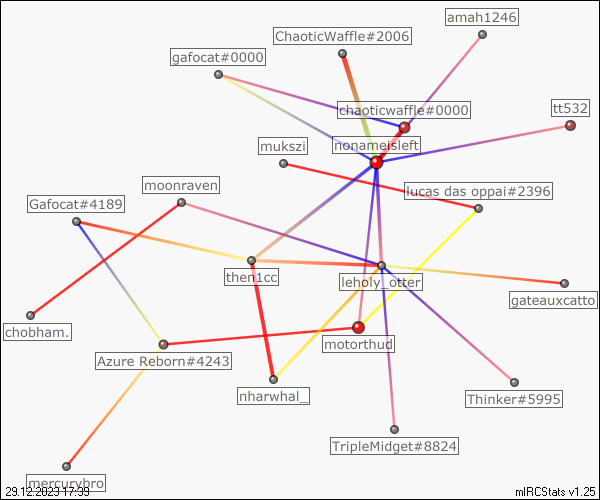 amah1246
ChaoticWaffle#2006
gafocat#0000
chaoticwaffle#0000
tt532
nonameisleft
mukszi
moonraven
lucas das oppai#2396
Gafocat#4189
then1cc
leholy_otter
gateauxcatto
chobham.
motorthud
Azure Reborn#4243
nharwhal_
Thinker#5995
TripleMidget#8824
mercurybro
29.12.2023 17:39
mIRCStats v1.25